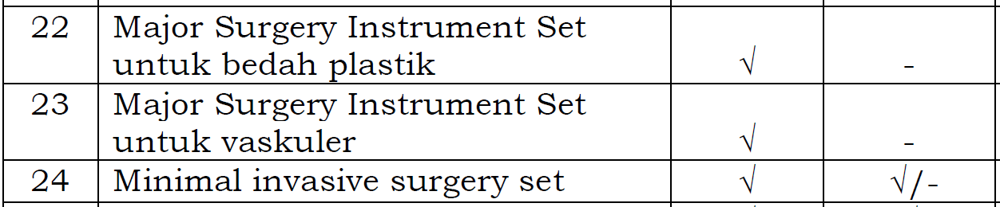 22 Major Surgery Instrument Set
untuk bedah plastik √ -
23 Major Surgery Instrument Set
untuk vaskuler √ -
24 Minimal invasive surgery set √ √/-